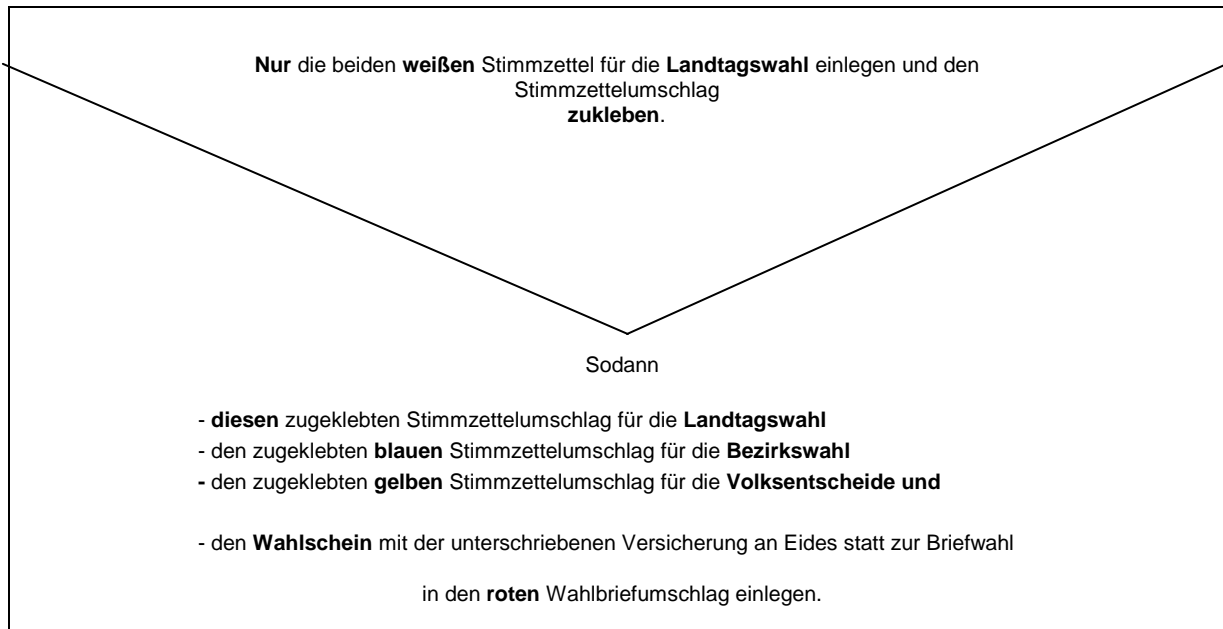 Nur die beiden weißen Stimmzettel für die Landtagswahl einlegen und den
Stimmzettelumschlag
zukleben.
Sodann
- diesen zugeklebten Stimmzettelumschlag für die Landtagswahl
- den zugeklebten blauen Stimmzettelumschlag für die Bezirkswahl
- den zugeklebten gelben Stimmzettelumschlag für die Volksentscheide und
- den Wahlschein mit der unterschriebenen Versicherung an Eides statt zur Briefwahl
in den roten Wahlbriefumschlag einlegen.